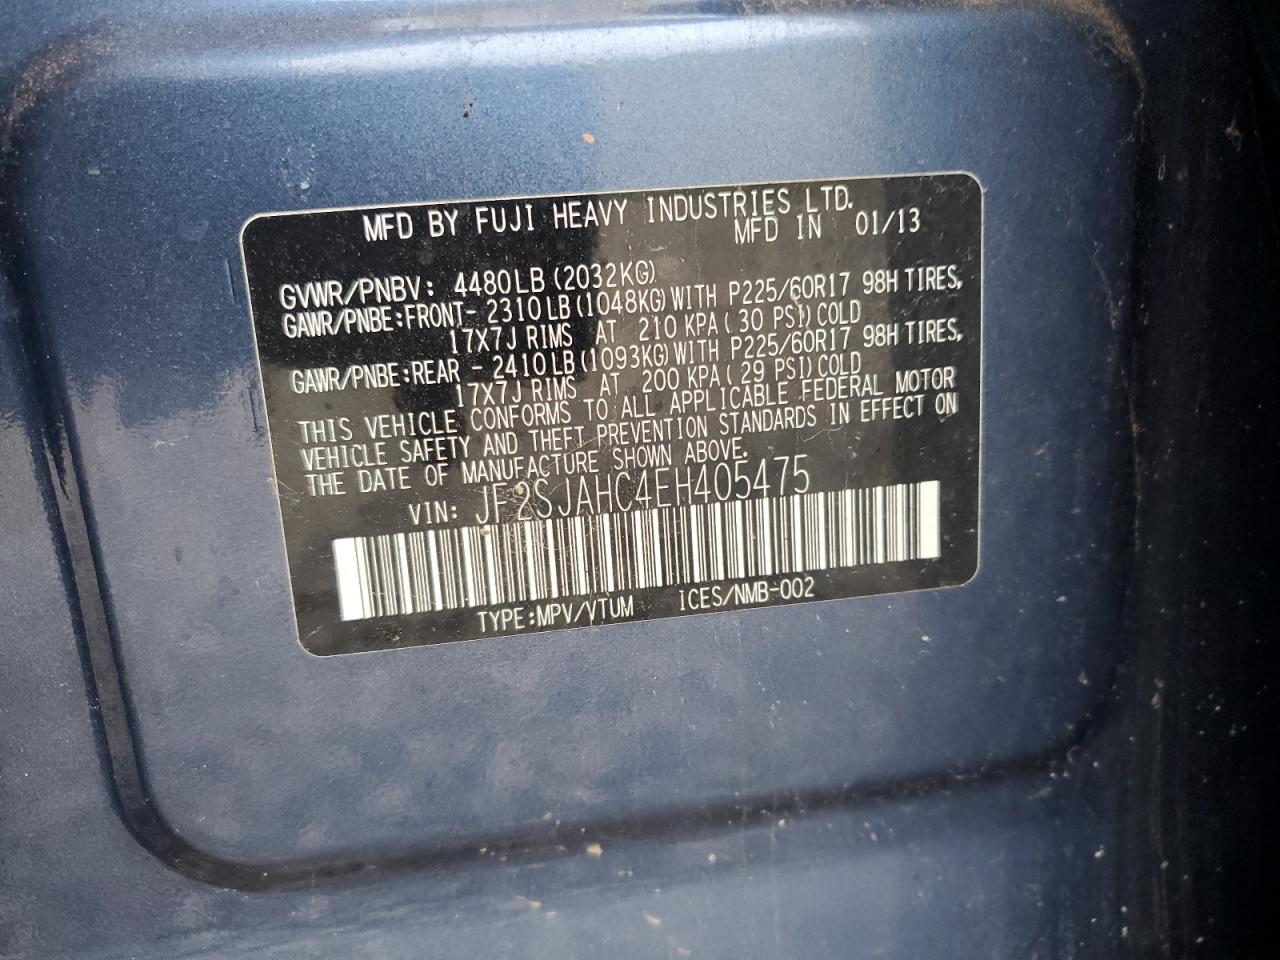 MFD BY FUJI HEAVY INDUSTRIES LTD.
MFD IN 01/13
GVWR/PNBV: 4480LB (2032KG)
GAWR/PNBE:FRONT- 2310LB (1048KG) WITH P225/60R17 98H TIRES,
17X7J RIMS AT 210 KPA (30 PSI) COLD
GAWR/PNBE:REAR - 2410LB (1093KG) WITH P225/60R17 98H TIRES,
17X7J RIMS AT 200 KPA (29 PSI) COLD
THIS VEHICLE CONFORMS TO ALL APPLICABLE FEDERAL MOTOR
VEHICLE SAFETY AND THEFT PREVENTION STANDARDS IN EFFECT ON
THE DATE OF MANUFACTURE SHOWN ABOVE.
VIN: JF2SJAHC4EH405475
TYPE:MPV/VTUM ICES/NMB-002